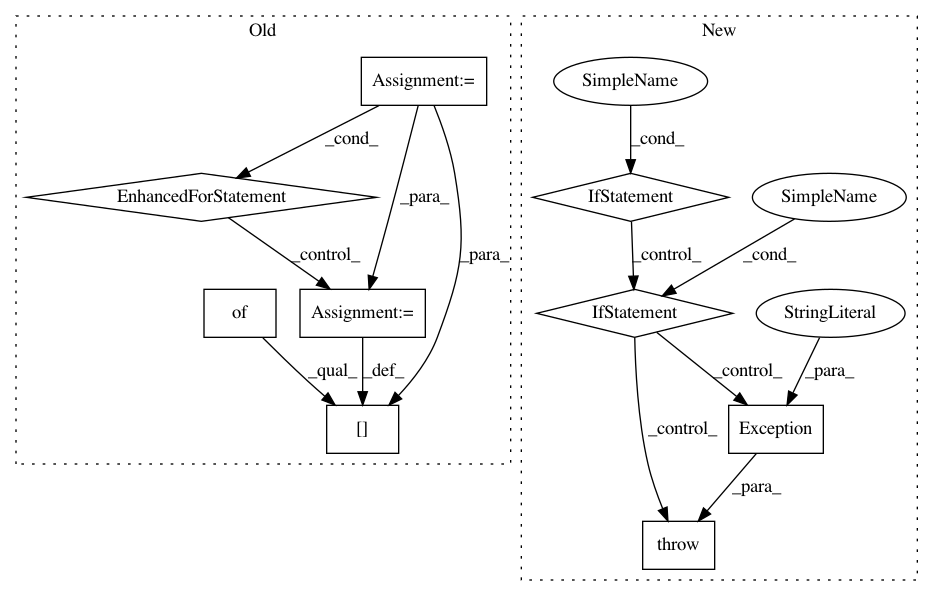 Old
New
Assignment:=
SimpleName
_cond_
_cond_
EnhancedForStatement
IfStatement
SimpleName
_para_
_control_
_para_
_control_
_cond_
of
Assignment:=
IfStatement
StringLiteral
_qual_
_def_
_control_
_para_
[]
Exception
_control_
_para_
throw